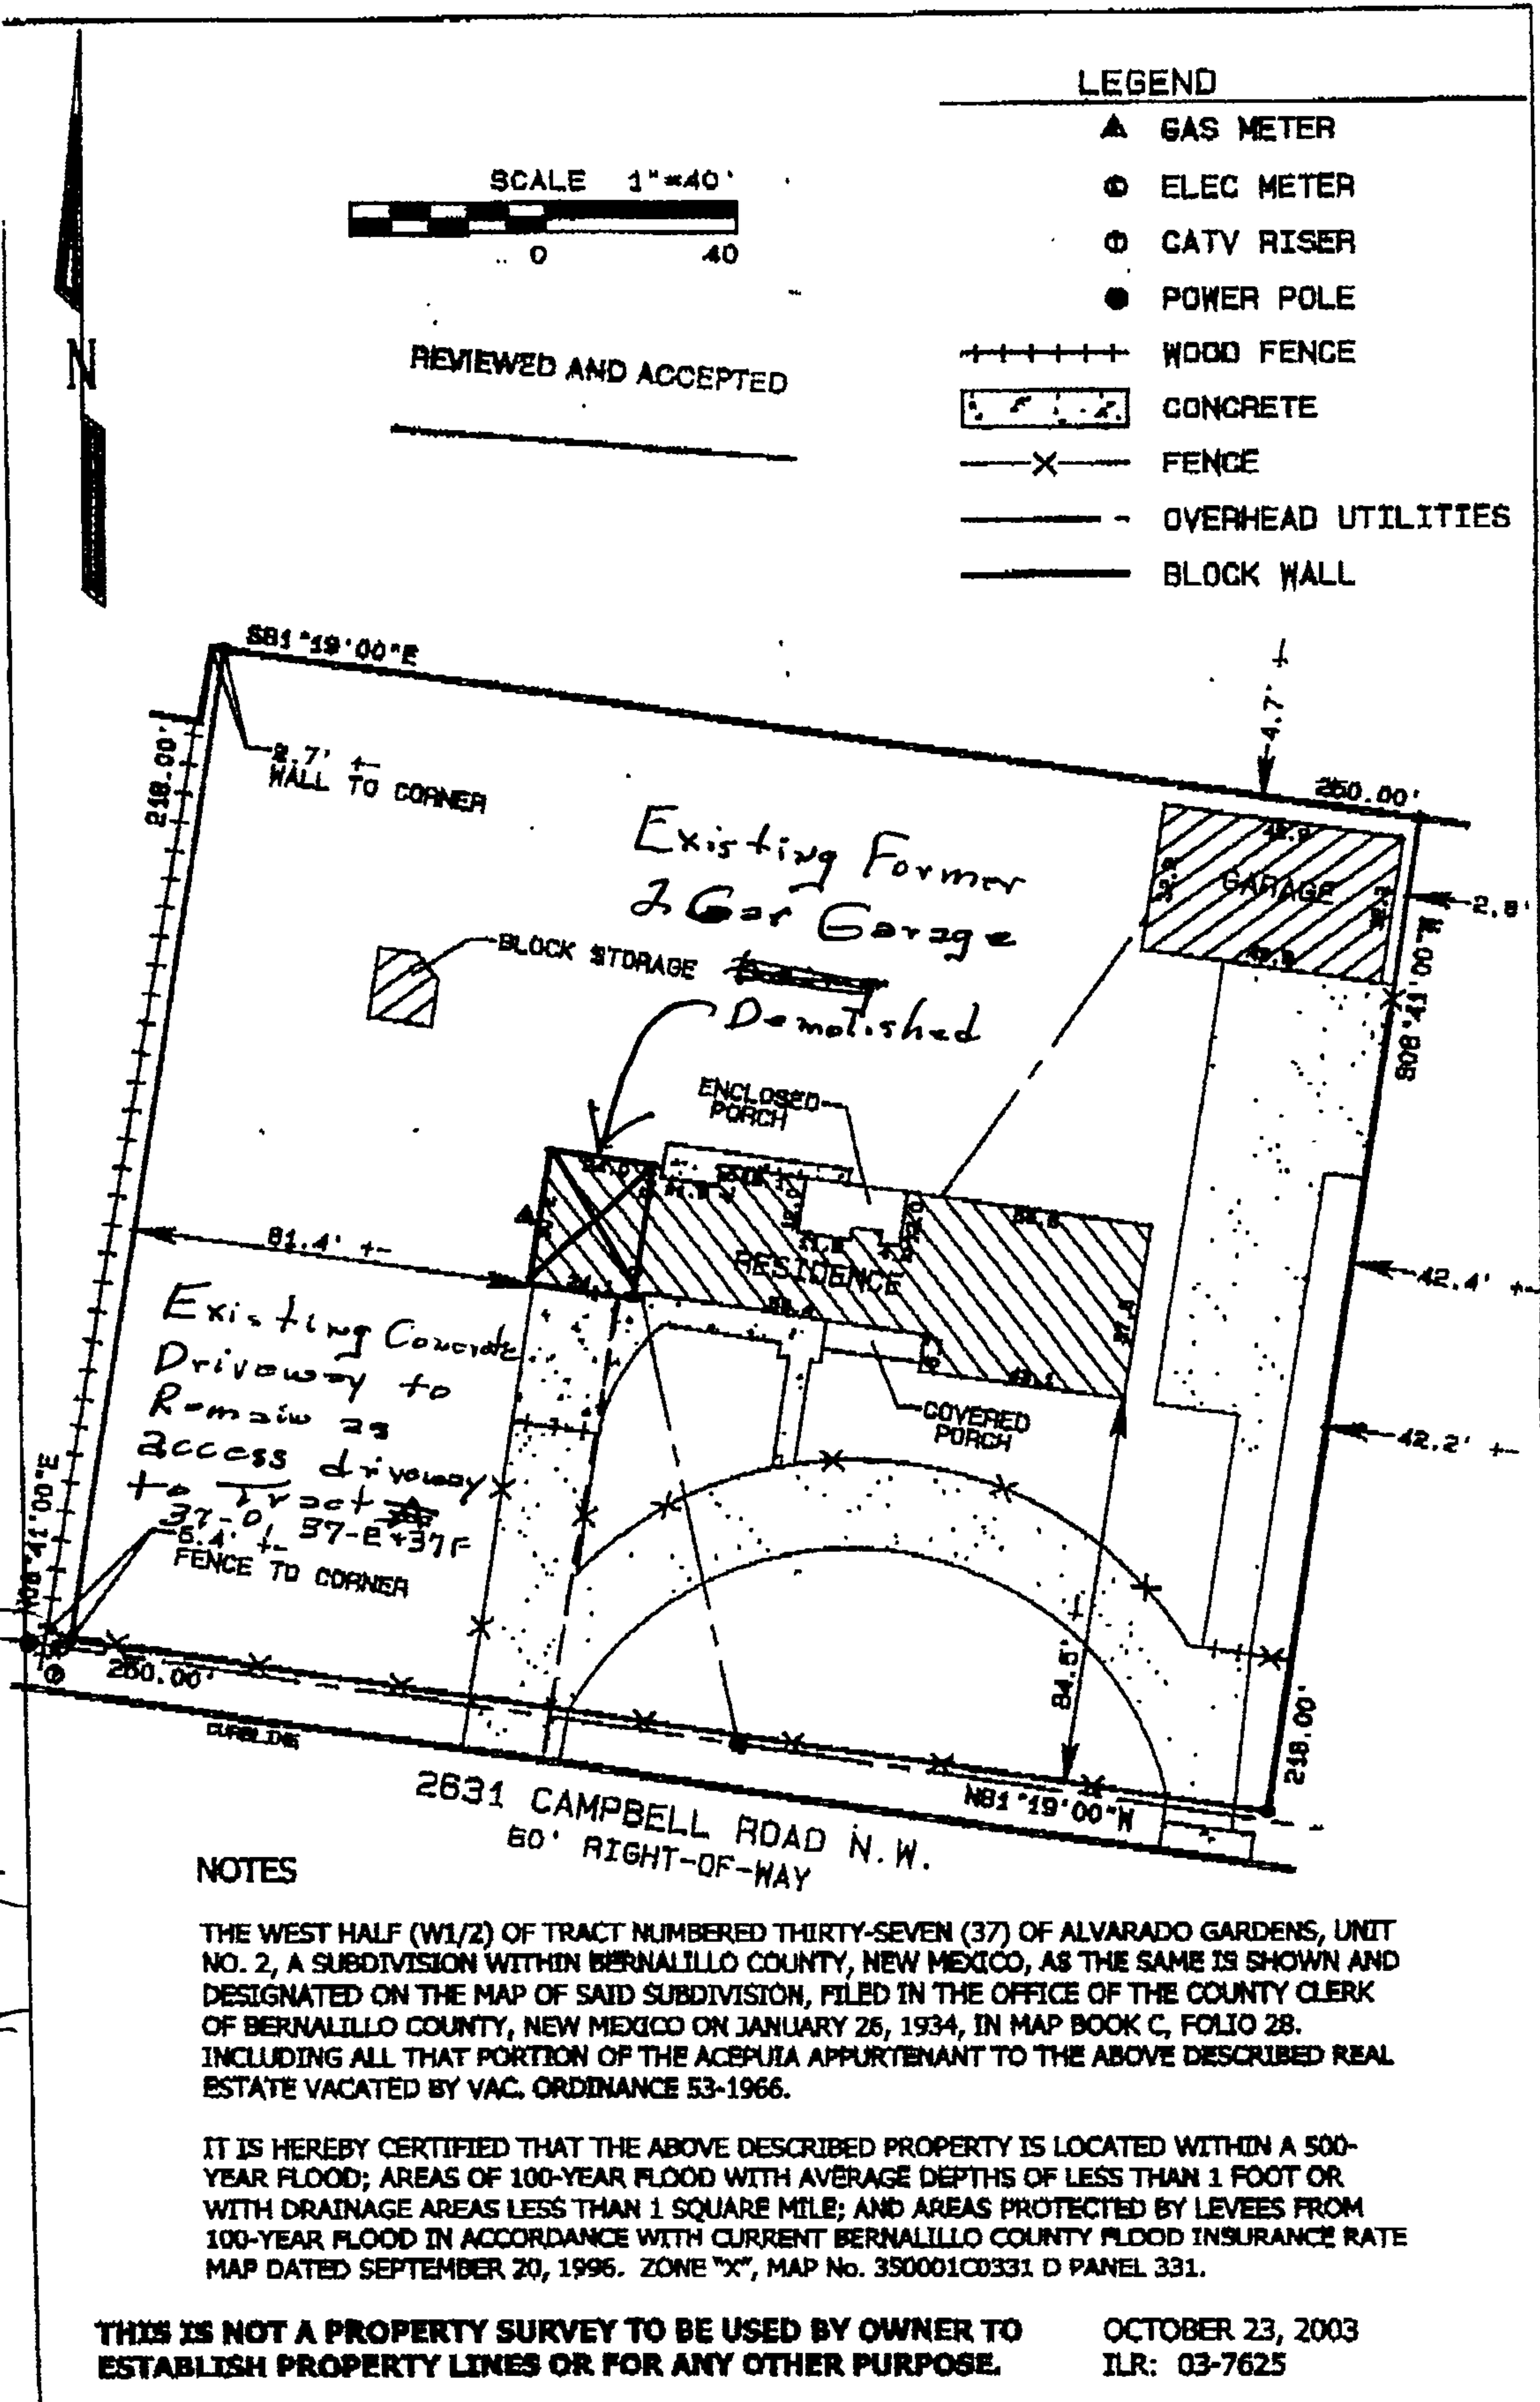 LEGEND
GAS METER
ELEC METER
CATV RISER
POWER POLE
WOOD FENCE
CONCRETE
FENCE
OVERHEAD UTILITIES
BLOCK WALL
SCALE 1"=40'
0 40
N
REVIEWED AND ACCEPTED
S81°19'00"E
4.7' +-
250.00'
2.7' +-
WALL TO CORNER
218.00'
Existing Former
2 Car Garage
Demolished
GARAGE
2.8'
S08°41'00"W
BLOCK STORAGE
ENCLOSED
PORCH
RESIDENCE
81.4' +-
42.4' +-
Existing Concrete
Driveway to
Remain as
access driveway
to Tract
37-D, 37-E + 37F
COVERED
PORCH
42.2' +-
5.4' +-
FENCE TO CORNER
N08°41'00"E
84.5' +-
250.00'
CURBLINE
218.00'
N81°19'00"W
2631 CAMPBELL ROAD N.W.
60' RIGHT-OF-WAY
NOTES
THE WEST HALF (W1/2) OF TRACT NUMBERED THIRTY-SEVEN (37) OF ALVARADO GARDENS, UNIT
NO. 2, A SUBDIVISION WITHIN BERNALILLO COUNTY, NEW MEXICO, AS THE SAME IS SHOWN AND
DESIGNATED ON THE MAP OF SAID SUBDIVISION, FILED IN THE OFFICE OF THE COUNTY CLERK
OF BERNALILLO COUNTY, NEW MEXICO ON JANUARY 26, 1934, IN MAP BOOK C, FOLIO 28.
INCLUDING ALL THAT PORTION OF THE ACEPUIA APPURTENANT TO THE ABOVE DESCRIBED REAL
ESTATE VACATED BY VAC. ORDINANCE 53-1966.
IT IS HEREBY CERTIFIED THAT THE ABOVE DESCRIBED PROPERTY IS LOCATED WITHIN A 500-
YEAR FLOOD; AREAS OF 100-YEAR FLOOD WITH AVERAGE DEPTHS OF LESS THAN 1 FOOT OR
WITH DRAINAGE AREAS LESS THAN 1 SQUARE MILE; AND AREAS PROTECTED BY LEVEES FROM
100-YEAR FLOOD IN ACCORDANCE WITH CURRENT BERNALILLO COUNTY FLOOD INSURANCE RATE
MAP DATED SEPTEMBER 20, 1996. ZONE "X", MAP No. 350001C0331 D PANEL 331.
THIS IS NOT A PROPERTY SURVEY TO BE USED BY OWNER TO
ESTABLISH PROPERTY LINES OR FOR ANY OTHER PURPOSE.
OCTOBER 23, 2003
ILR: 03-7625